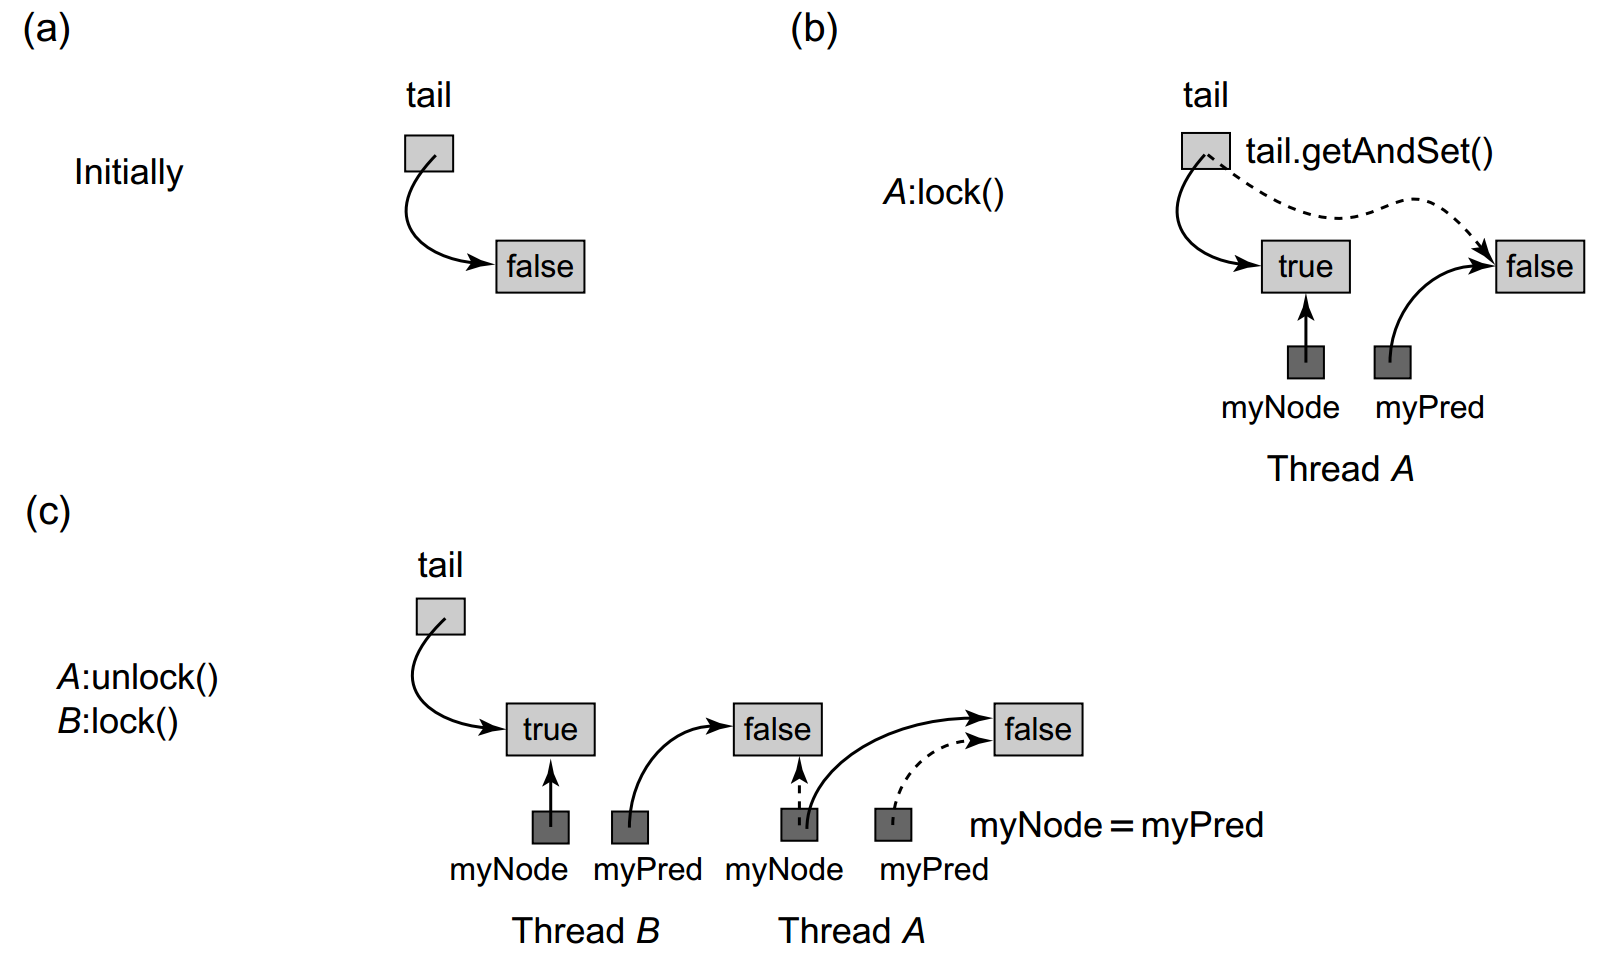 (a)
tail
Initially
false
(b)
tail
tail.getAndSet()
A:lock()
true
false
myNode
myPred
Thread A
(c)
tail
A:unlock()
B:lock()
true
false
false
myNode=myPred
myNode
myPred
myNode
myPred
Thread B
Thread A